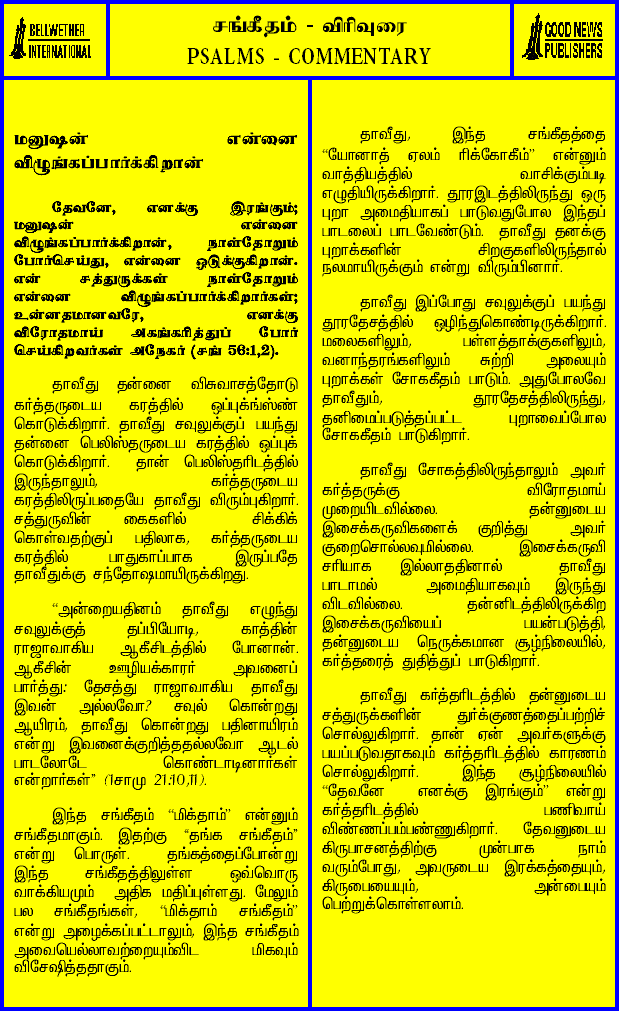 BELLWETHER
INTERNATIONAL
சங்கீதம் - விரிவுரை
PSALMS - COMMENTARY
GOOD NEWS
PUBLISHERS
மனுஷன் என்னை
விழுங்கப்பார்க்கிறான்
தேவனே, எனக்கு இரங்கும்;
மனுஷன் என்னை
விழுங்கப்பார்க்கிறான், நாள்தோறும்
போர்செய்து, என்னை ஒடுக்குகிறான்.
என் சத்துருக்கள் நாள்தோறும்
என்னை விழுங்கப்பார்க்கிறார்கள்;
உன்னதமானவரே, எனக்கு
விரோதமாய் அகங்கரித்துப் போர்
செய்கிறவர்கள் அநேகர் (சங் 56:1,2).
தாவீது தன்னை விசுவாசத்தோடு
கர்த்தருடைய கரத்தில் ஒப்புக்ங்ஸ்ண்
கொடுக்கிறார். தாவீது சவுலுக்குப் பயந்து
தன்னை பெலிஸ்தருடைய கரத்தில் ஒப்புக்
கொடுக்கிறார். தான் பெலிஸ்தரிடத்தில்
இருந்தாலும், கர்த்தருடைய
கரத்திலிருப்பதையே தாவீது விரும்புகிறார்.
சத்துருவின் கைகளில் சிக்கிக்
கொள்வதற்குப் பதிலாக, கர்த்தருடைய
கரத்தில் பாதுகாப்பாக இருப்பதே
தாவீதுக்கு சந்தோஷமாயிருக்கிறது.
“அன்றையதினம் தாவீது எழுந்து
சவுலுக்குத் தப்பியோடி, காத்தின்
ராஜாவாகிய ஆகீசிடத்தில் போனான்.
ஆகீசின் ஊழியக்காரர் அவனைப்
பார்த்து: தேசத்து ராஜாவாகிய தாவீது
இவன் அல்லவோ? சவுல் கொன்றது
ஆயிரம், தாவீது கொன்றது பதினாயிரம்
என்று இவனைக்குறித்ததல்லவோ ஆடல்
பாடலோடே கொண்டாடினார்கள்
என்றார்கள்” (1சாமு 21:10,11).
இந்த சங்கீதம் “மிக்தாம்” என்னும்
சங்கீதமாகும். இதற்கு “தங்க சங்கீதம்”
என்று பொருள். தங்கத்தைப்போன்று
இந்த சங்கீதத்திலுள்ள ஒவ்வொரு
வாக்கியமும் அதிக மதிப்புள்ளது. மேலும்
பல சங்கீதங்கள், “மிக்தாம் சங்கீதம்”
என்று அழைக்கப்பட்டாலும், இந்த சங்கீதம்
அவையெல்லாவற்றையும்விட மிகவும்
விசேஷித்ததாகும்.
தாவீது, இந்த சங்கீதத்தை
“யோனாத் ஏலம் ரிக்கோகீம்” என்னும்
வாத்தியத்தில் வாசிக்கும்படி
எழுதியிருக்கிறார். தூரஇடத்திலிருந்து ஒரு
புறா அமைதியாகப் பாடுவதுபோல இந்தப்
பாடலைப் பாடவேண்டும். தாவீது தனக்கு
புறாக்களின் சிறகுகளிலிருந்தால்
நலமாயிருக்கும் என்று விரும்பினார்.
தாவீது இப்போது சவுலுக்குப் பயந்து
தூரதேசத்தில் ஒழிந்துகொண்டிருக்கிறார்.
மலைகளிலும், பள்ளத்தாக்குகளிலும்,
வனாந்தரங்களிலும் சுற்றி அலையும்
புறாக்கள் சோககீதம் பாடும். அதுபோலவே
தாவீதும், தூரதேசத்திலிருந்து,
தனிமைப்படுத்தப்பட்ட புறாவைப்போல
சோககீதம் பாடுகிறார்.
தாவீது சோகத்திலிருந்தாலும் அவர்
கர்த்தருக்கு விரோதமாய்
முறையிடவில்லை. தன்னுடைய
இசைக்கருவிகளைக் குறித்து அவர்
குறைசொல்லவுமில்லை. இசைக்கருவி
சரியாக இல்லாததினால் தாவீது
பாடாமல் அமைதியாகவும் இருந்து
விடவில்லை. தன்னிடத்திலிருக்கிற
இசைக்கருவியைப் பயன்படுத்தி,
தன்னுடைய நெருக்கமான சூழ்நிலையில்,
கர்த்தரைத் துதித்துப் பாடுகிறார்.
தாவீது கர்த்தரிடத்தில் தன்னுடைய
சத்துருக்களின் துர்க்குணத்தைப்பற்றிச்
சொல்லுகிறார். தான் ஏன் அவர்களுக்கு
பயப்படுவதாகவும் கர்த்தரிடத்தில் காரணம்
சொல்லுகிறார். இந்த சூழ்நிலையில்
“தேவனே எனக்கு இரங்கும்” என்று
கர்த்தரிடத்தில் பணிவாய்
விண்ணப்பம்பண்ணுகிறார். தேவனுடைய
கிருபாசனத்திற்கு முன்பாக நாம்
வரும்போது, அவருடைய இரக்கத்தையும்,
கிருபையையும், அன்பையும்
பெற்றுக்கொள்ளலாம்.